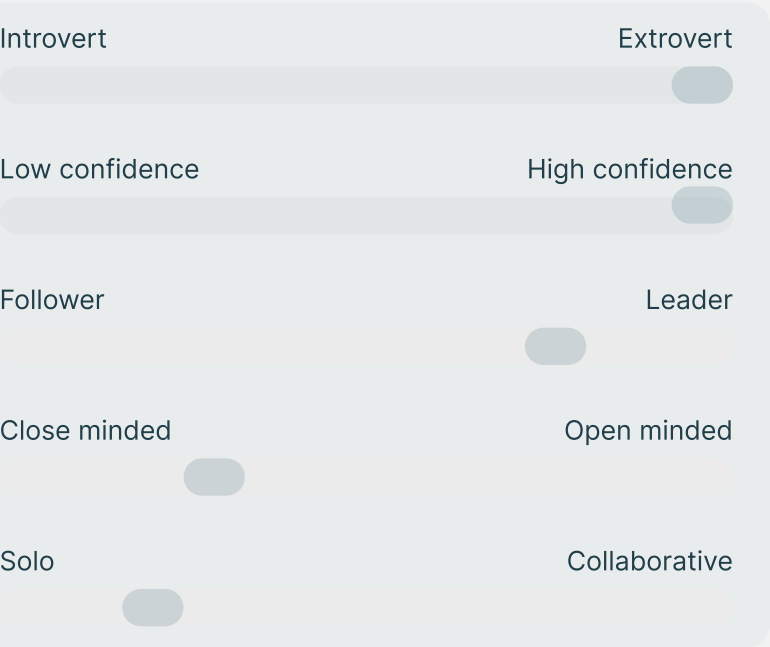 Introvert Extrovert
Low confidence High confidence
Follower Leader
Close minded Open minded
Solo Collaborative